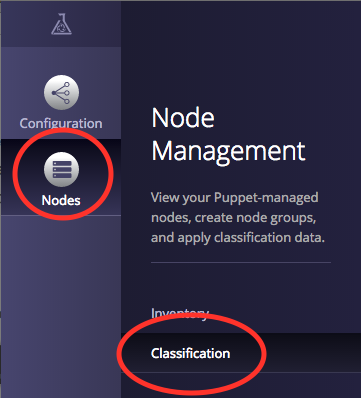 Configuration
Nodes
Node
Management
View your Puppet-managed
nodes, create node groups,
and apply classification data.
Inventory
Classification